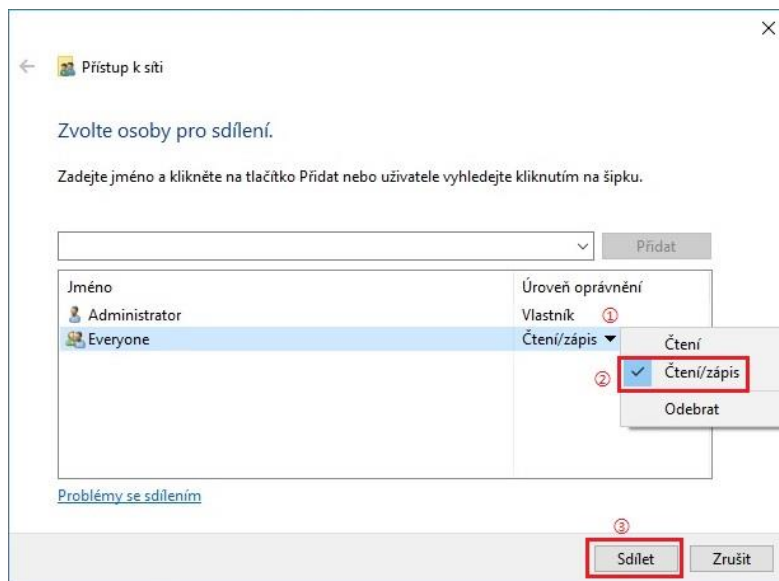 Přístup k síti
Zvolte osoby pro sdílení.
Zadejte jméno a klikněte na tlačítko Přidat nebo uživatele vyhledejte kliknutím na šipku.
Přidat
Jméno Úroveň oprávnění
Administrator Vlastník ①
Everyone Čtení/zápis
Čtení
② Čtení/zápis
Odebrat
Problémy se sdílením
③
Sdílet Zrušit